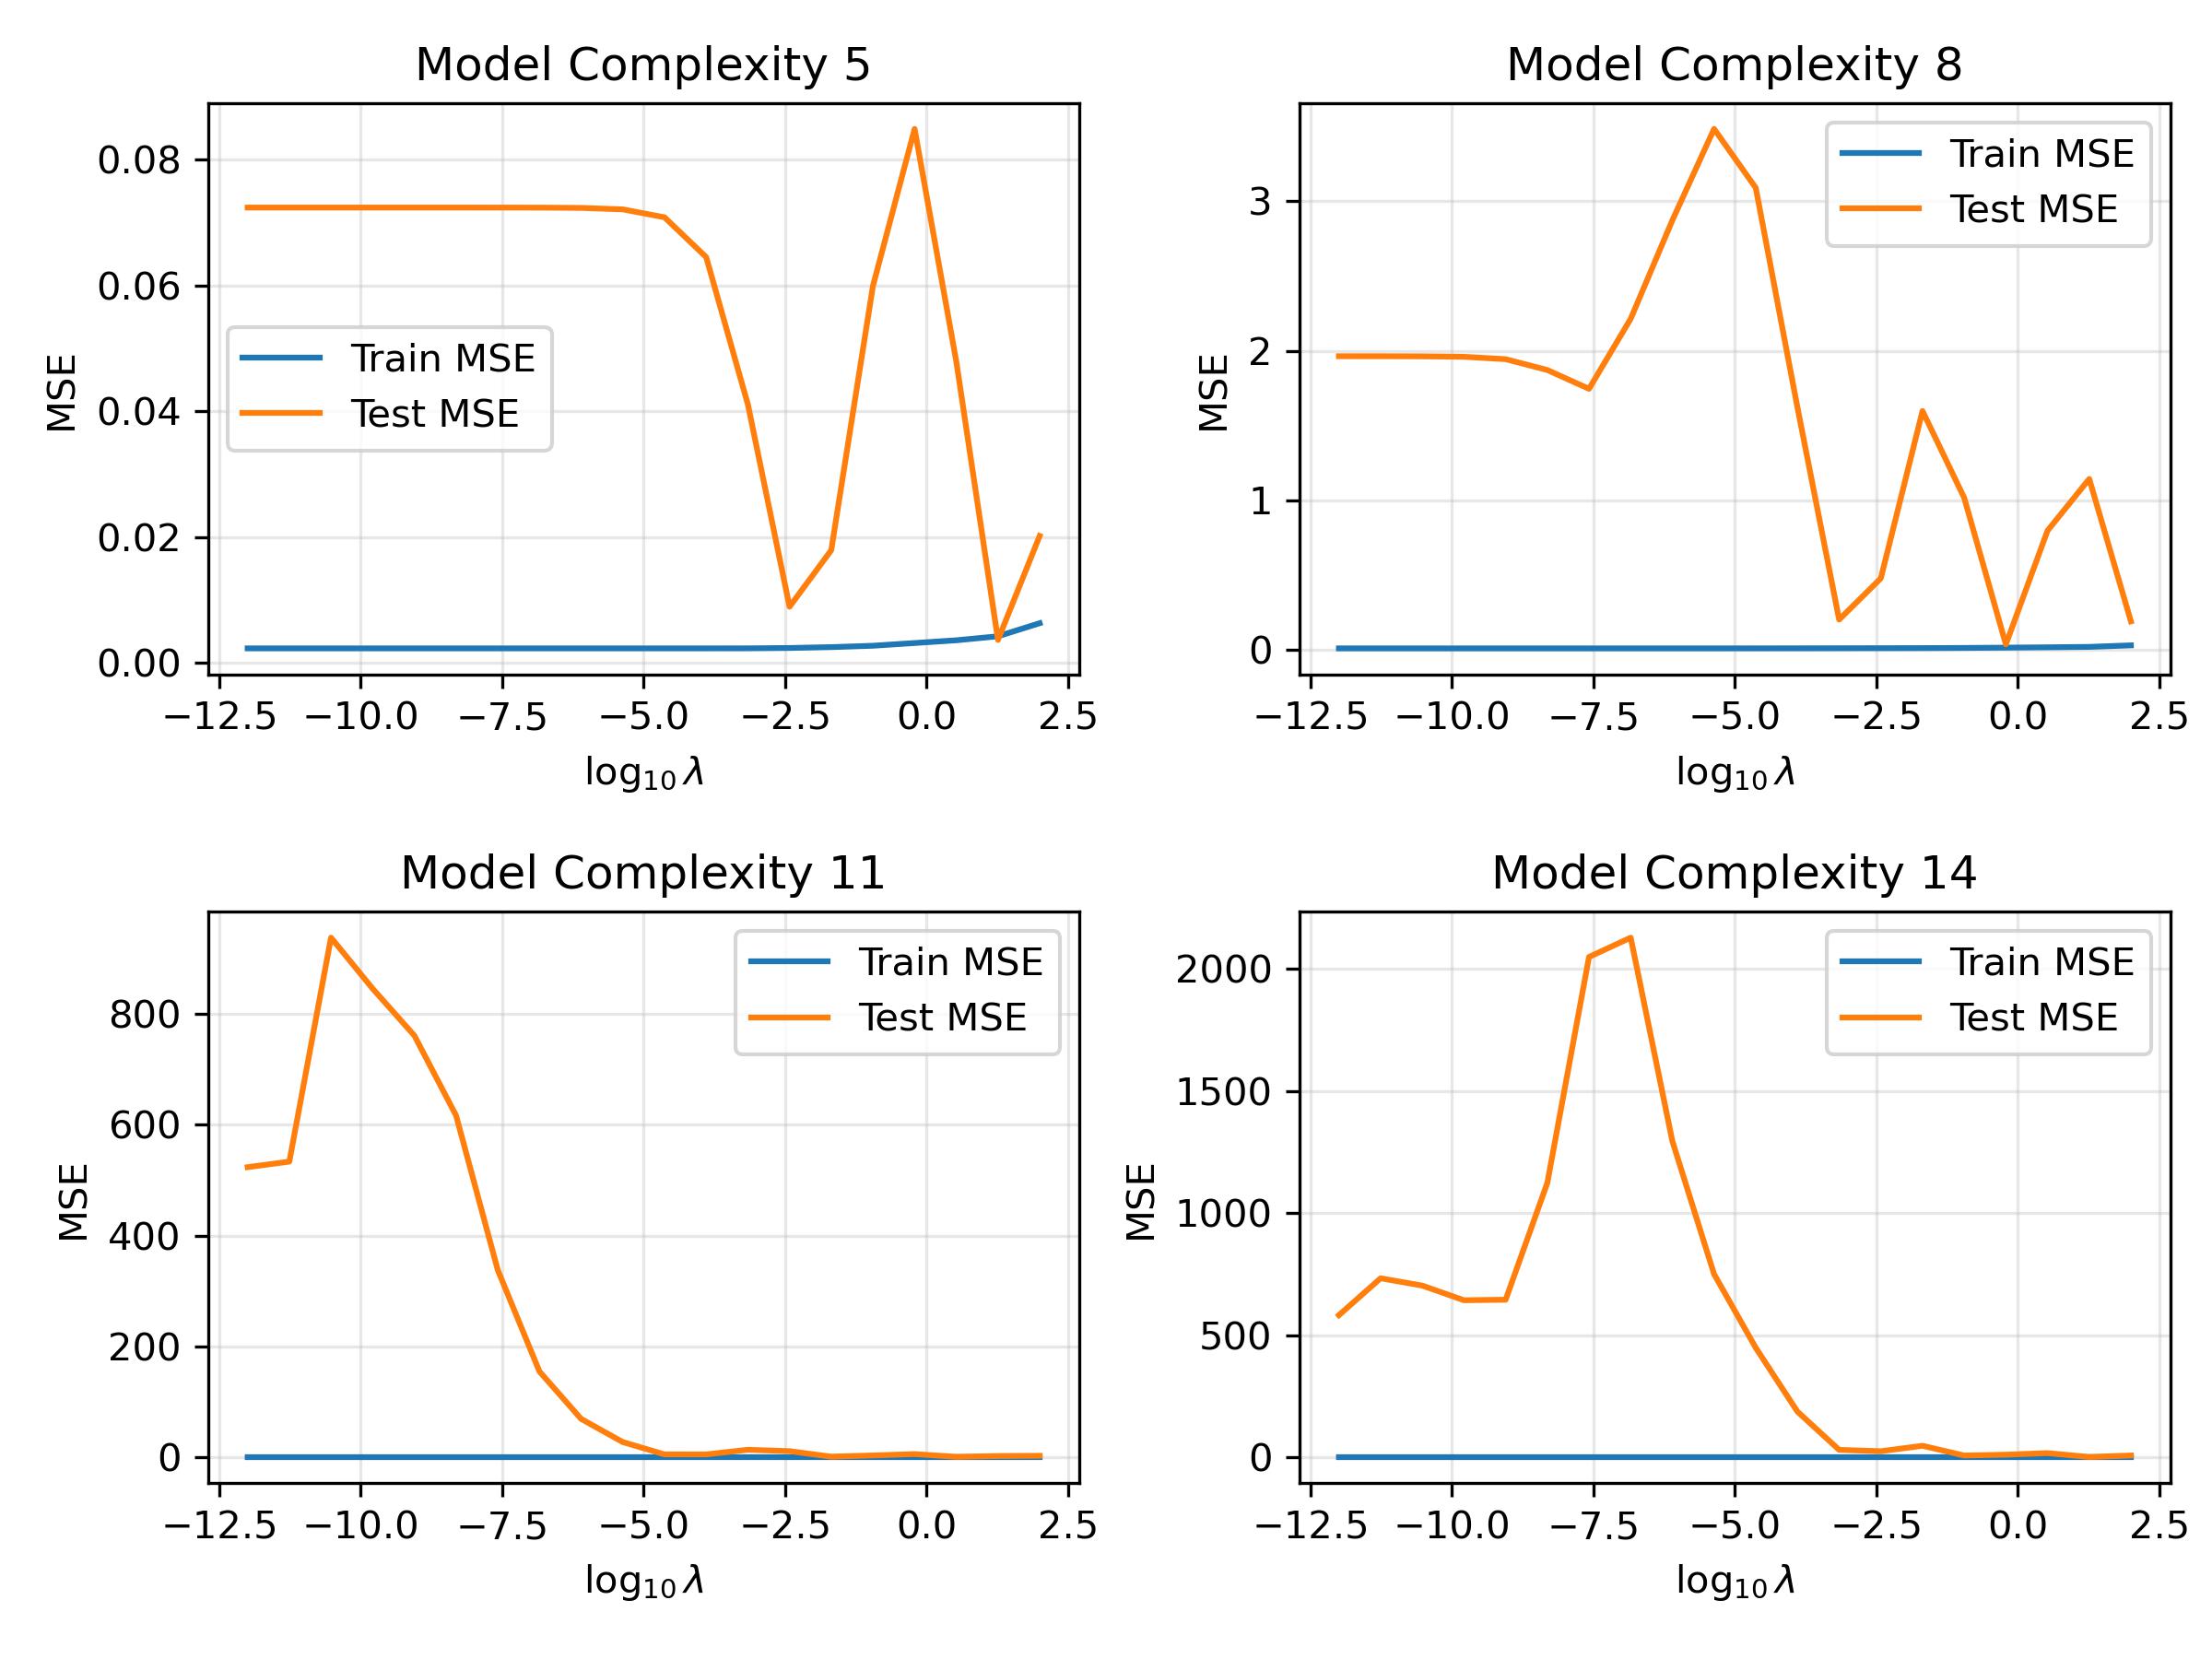 Model Complexity 5
MSE
0.08
0.06
0.04
0.02
0.00
Train MSE
Test MSE
−12.5 −10.0 −7.5 −5.0 −2.5 0.0 2.5
log₁₀ λ
Model Complexity 8
MSE
3
2
1
0
Train MSE
Test MSE
−12.5 −10.0 −7.5 −5.0 −2.5 0.0 2.5
log₁₀ λ
Model Complexity 11
MSE
800
600
400
200
0
Train MSE
Test MSE
−12.5 −10.0 −7.5 −5.0 −2.5 0.0 2.5
log₁₀ λ
Model Complexity 14
MSE
2000
1500
1000
500
0
Train MSE
Test MSE
−12.5 −10.0 −7.5 −5.0 −2.5 0.0 2.5
log₁₀ λ